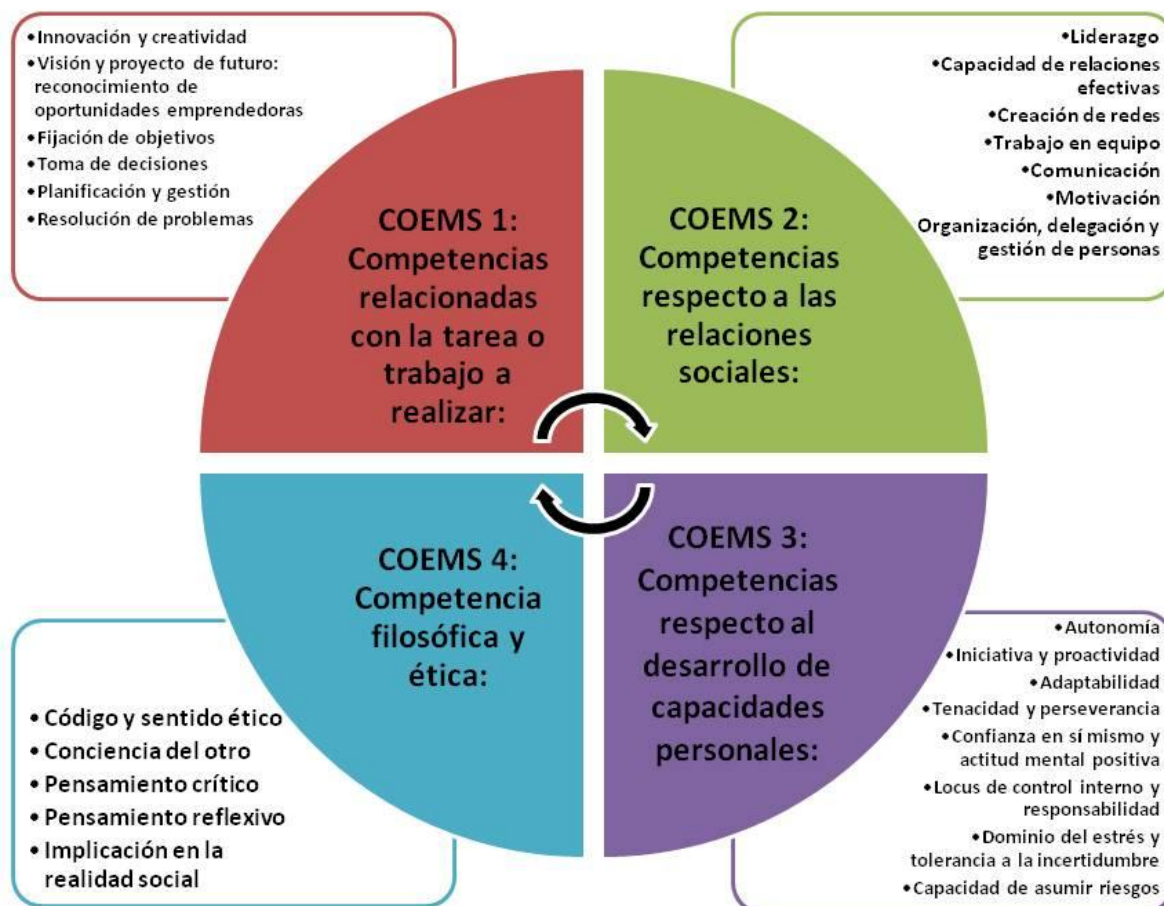 •Innovación y creatividad
•Visión y proyecto de futuro:
reconocimiento de
oportunidades emprendedoras
•Fijación de objetivos
•Toma de decisiones
•Planificación y gestión
•Resolución de problemas
COEMS 1:
Competencias
relacionadas
con la tarea o
trabajo a
realizar:
•Liderazgo
•Capacidad de relaciones
efectivas
•Creación de redes
•Trabajo en equipo
•Comunicación
•Motivación
Organización, delegación y
gestión de personas
COEMS 2:
Competencias
respecto a las
relaciones
sociales:
COEMS 4:
Competencia
filosófica y
ética:
• Código y sentido ético
• Conciencia del otro
• Pensamiento crítico
• Pensamiento reflexivo
• Implicación en la
realidad social
COEMS 3:
Competencias
respecto al
desarrollo de
capacidades
personales:
•Autonomía
•Iniciativa y proactividad
•Adaptabilidad
•Tenacidad y perseverancia
•Confianza en sí mismo y
actitud mental positiva
•Locus de control interno y
responsabilidad
•Dominio del estrés y
tolerancia a la incertidumbre
•Capacidad de asumir riesgos